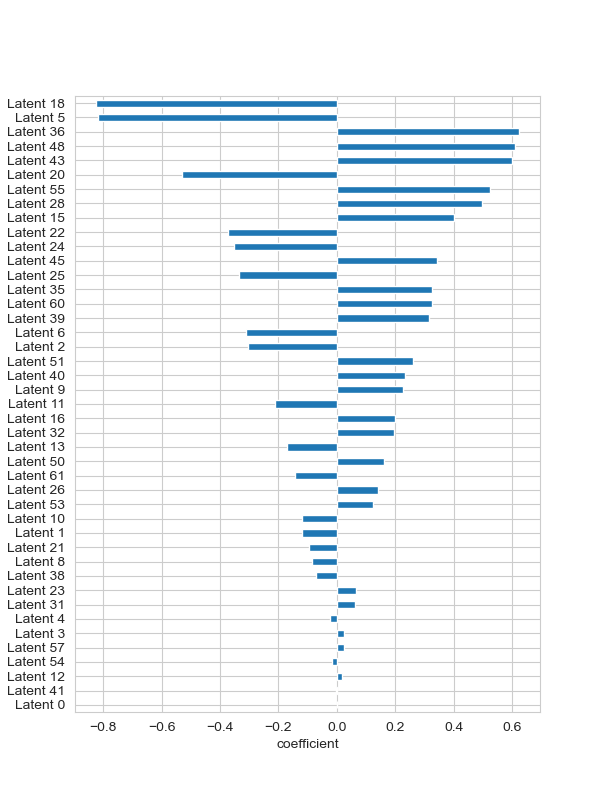 Latent 18
Latent 5
Latent 36
Latent 48
Latent 43
Latent 20
Latent 55
Latent 28
Latent 15
Latent 22
Latent 24
Latent 45
Latent 25
Latent 35
Latent 60
Latent 39
Latent 6
Latent 2
Latent 51
Latent 40
Latent 9
Latent 11
Latent 16
Latent 32
Latent 13
Latent 50
Latent 61
Latent 26
Latent 53
Latent 10
Latent 1
Latent 21
Latent 8
Latent 38
Latent 23
Latent 31
Latent 4
Latent 3
Latent 57
Latent 54
Latent 12
Latent 41
Latent 0
−0.8 −0.6 −0.4 −0.2 0.0 0.2 0.4 0.6
coefficient